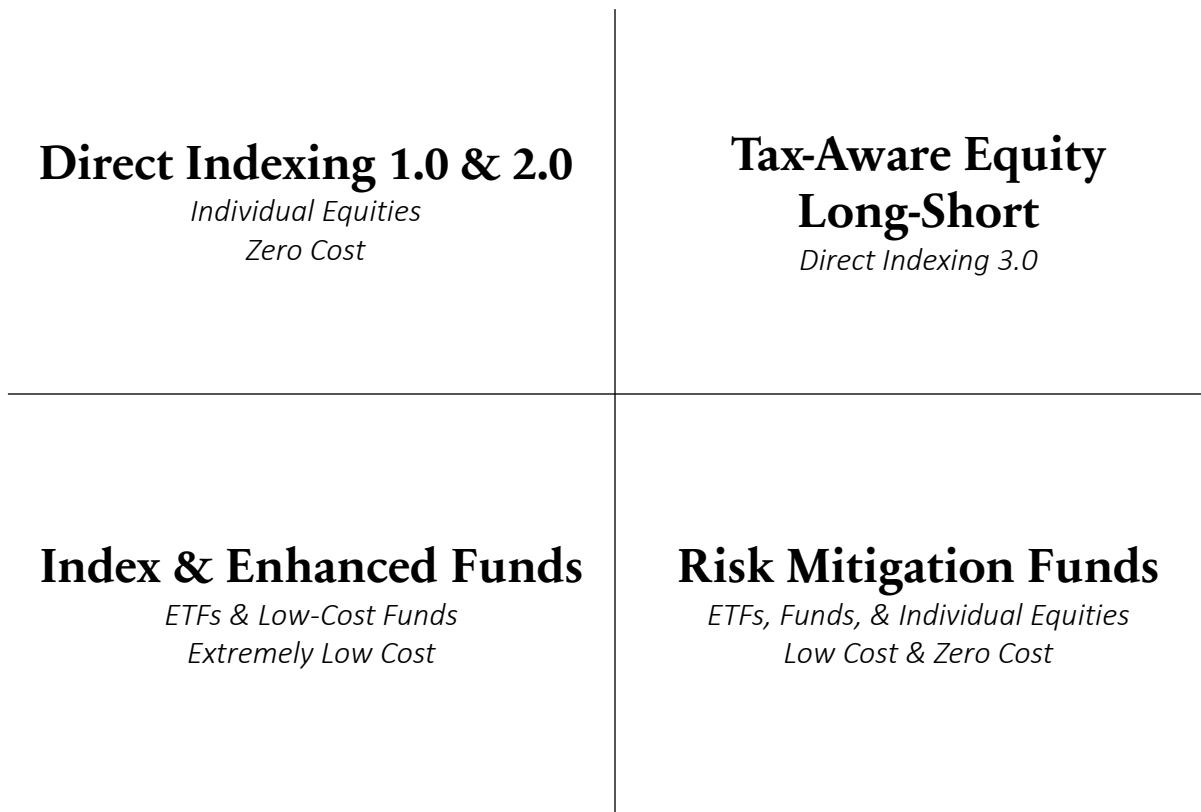 Direct Indexing 1.0 & 2.0
Individual Equities
Zero Cost
Tax-Aware Equity
Long-Short
Direct Indexing 3.0
Index & Enhanced Funds
ETFs & Low-Cost Funds
Extremely Low Cost
Risk Mitigation Funds
ETFs, Funds, & Individual Equities
Low Cost & Zero Cost